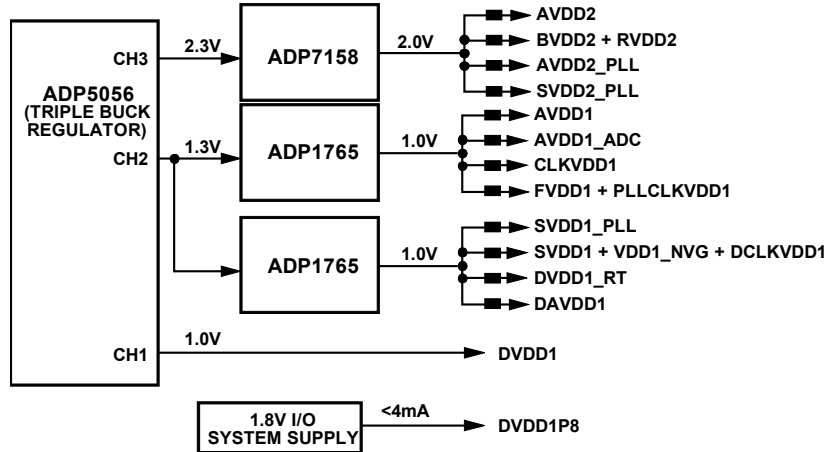 CH3
2.3V
ADP7158
2.0V
AVDD2
BVDD2 + RVDD2
AVDD2_PLL
SVDD2_PLL
ADP5056
(TRIPLE BUCK
REGULATOR)
CH2
1.3V
ADP1765
1.0V
AVDD1
AVDD1_ADC
CLKVDD1
FVDD1 + PLLCLKVDD1
ADP1765
1.0V
SVDD1_PLL
SVDD1 + VDD1_NVG + DCLKVDD1
DVDD1_RT
DAVDD1
CH1
1.0V
DVDD1
1.8V I/O
SYSTEM SUPPLY
<4mA
DVDD1P8